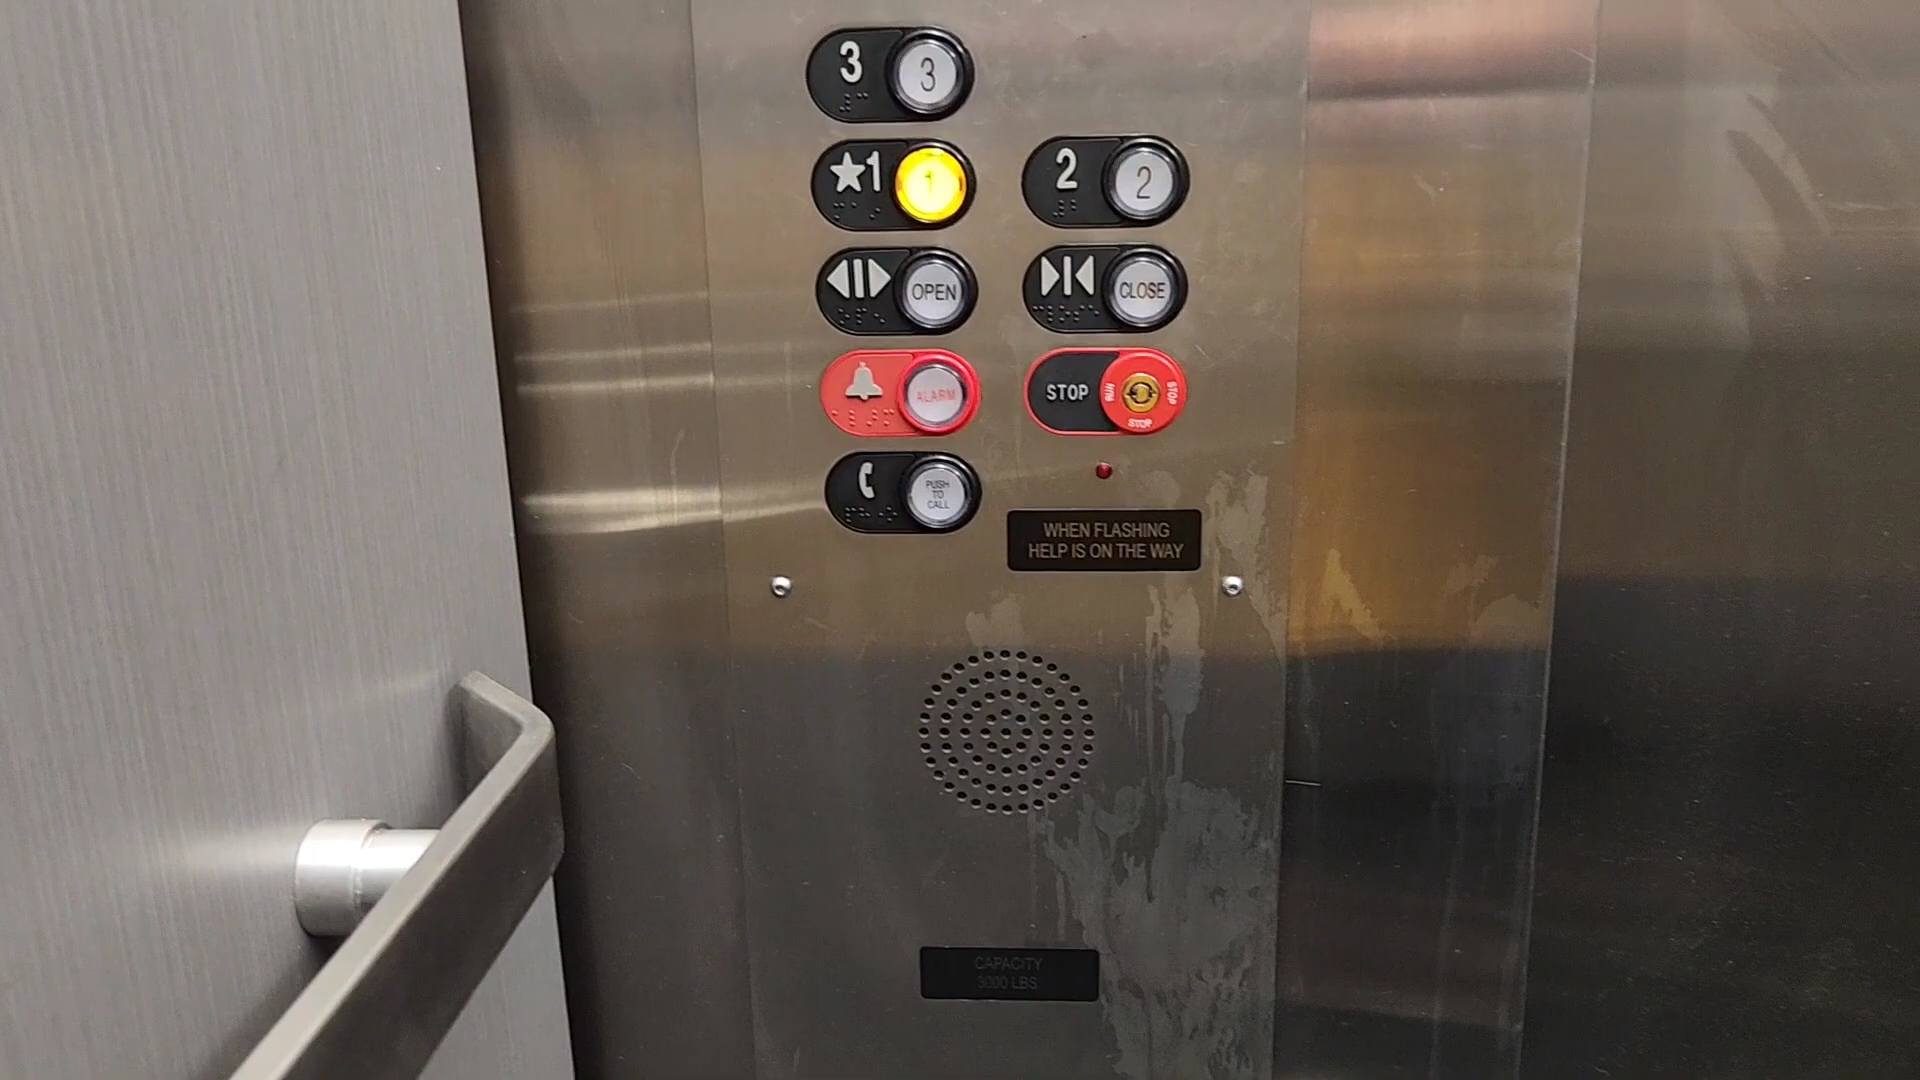 3 3
★1 1
2 2
OPEN
CLOSE
ALARM
STOP RUN STOP STOP
PUSH
TO
CALL
WHEN FLASHING
HELP IS ON THE WAY
CAPACITY
3000 LBS